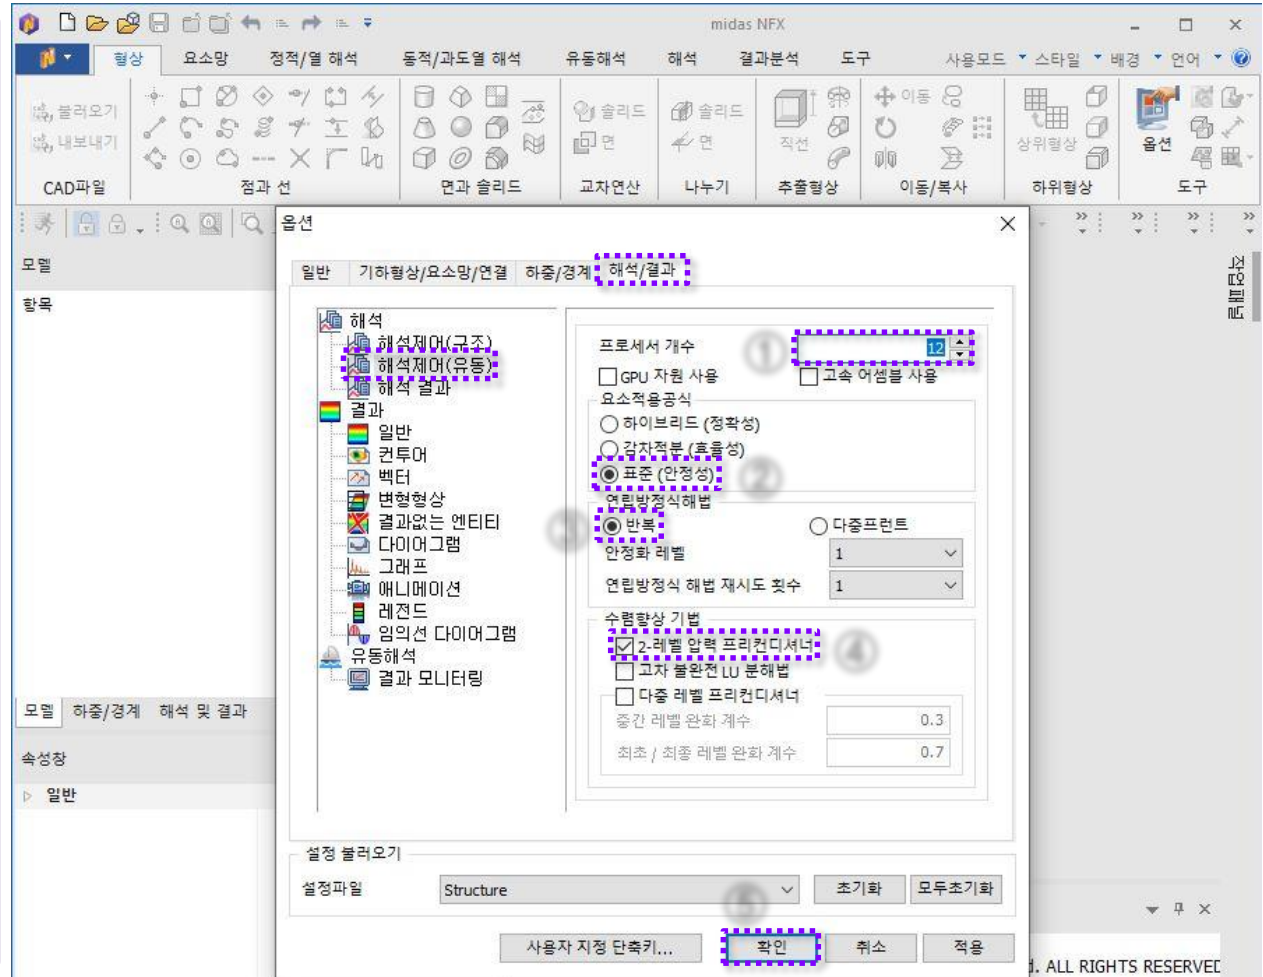 midas NFX
형상 요소망 정적/열 해석 동적/과도열 해석 유동해석 해석 결과분석 도구 사용모드 스타일 배경 언어
불러오기 솔리드 솔리드 이동
내보내기 면 면 직선 상위형상 옵션
CAD파일 점과 선 면과 솔리드 교차연산 나누기 추출형상 이동/복사 하위형상 도구
모델
항목
작업패널
옵션
일반 기하형상/요소망/연결 하중/경계 해석/결과
해석
해석제어(구조)
해석제어(유동)
해석 결과
결과
일반
컨투어
벡터
변형형상
결과없는 엔티티
다이어그램
그래프
애니메이션
레전드
임의선 다이어그램
유동해석
결과 모니터링
프로세서 개수 ① 12
GPU 자원 사용 고속 어셈블 사용
요소적용공식
하이브리드 (정확성)
감차적분 (효율성)
표준 (안정성) ②
연립방정식해법
③ 반복 다중프런트
안정화 레벨 1
연립방정식 해법 재시도 횟수 1
수렴향상 기법
2-레벨 압력 프리컨디셔너 ④
고차 불완전 LU 분해법
다중 레벨 프리컨디셔너
중간 레벨 완화 계수 0.3
최초 / 최종 레벨 완화 계수 0.7
모델 하중/경계 해석 및 결과
속성창
일반
설정 불러오기
설정파일 Structure 초기화 모두초기화
⑤
사용자 지정 단축키... 확인 취소 적용
d. ALL RIGHTS RESERVED